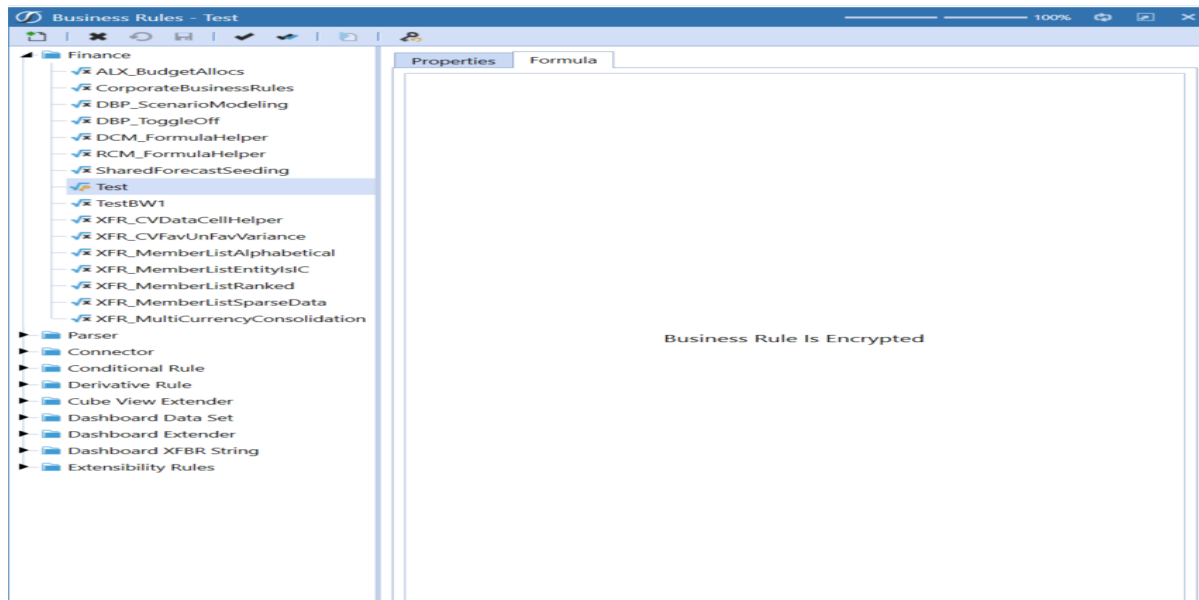 Business Rules - Test
100%
Finance
ALX_BudgetAllocs
CorporateBusinessRules
DBP_ScenarioModeling
DBP_ToggleOff
DCM_FormulaHelper
RCM_FormulaHelper
SharedForecastSeeding
Test
TestBW1
XFR_CVDataCellHelper
XFR_CVFavUnFavVariance
XFR_MemberListAlphabetical
XFR_MemberListEntityIsIC
XFR_MemberListRanked
XFR_MemberListSparseData
XFR_MultiCurrencyConsolidation
Parser
Connector
Conditional Rule
Derivative Rule
Cube View Extender
Dashboard Data Set
Dashboard Extender
Dashboard XFBR String
Extensibility Rules
Properties Formula
Business Rule Is Encrypted